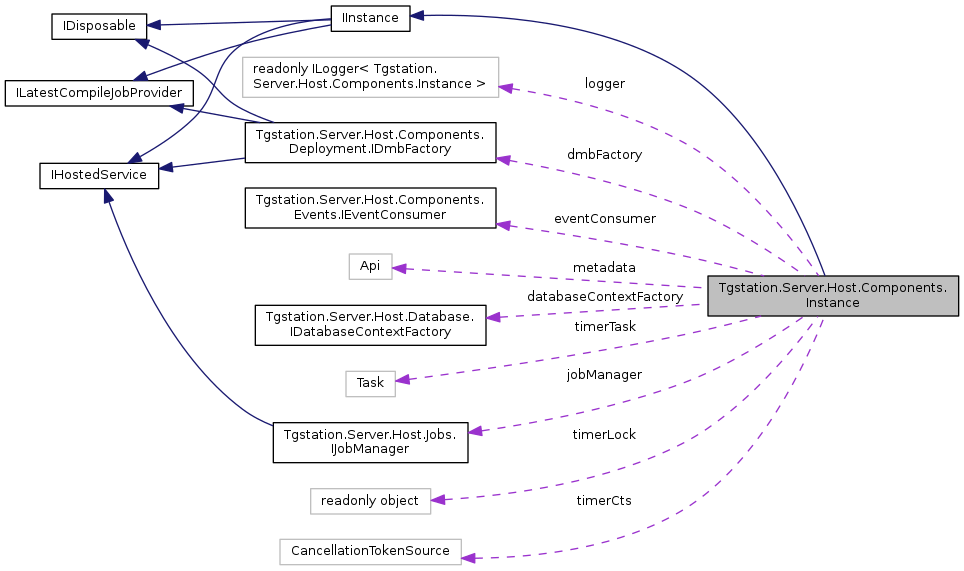 IInstance
IDisposable
readonly ILogger< Tgstation.
Server.Host.Components.Instance >
logger
ILatestCompileJobProvider
Tgstation.Server.Host.Components.
Deployment.IDmbFactory
dmbFactory
IHostedService
Tgstation.Server.Host.Components.
Events.IEventConsumer
eventConsumer
Api
metadata
Tgstation.Server.Host.Components.
Instance
databaseContextFactory
Tgstation.Server.Host.Database.
IDatabaseContextFactory
timerTask
Task
jobManager
Tgstation.Server.Host.Jobs.
IJobManager
timerLock
readonly object
timerCts
CancellationTokenSource